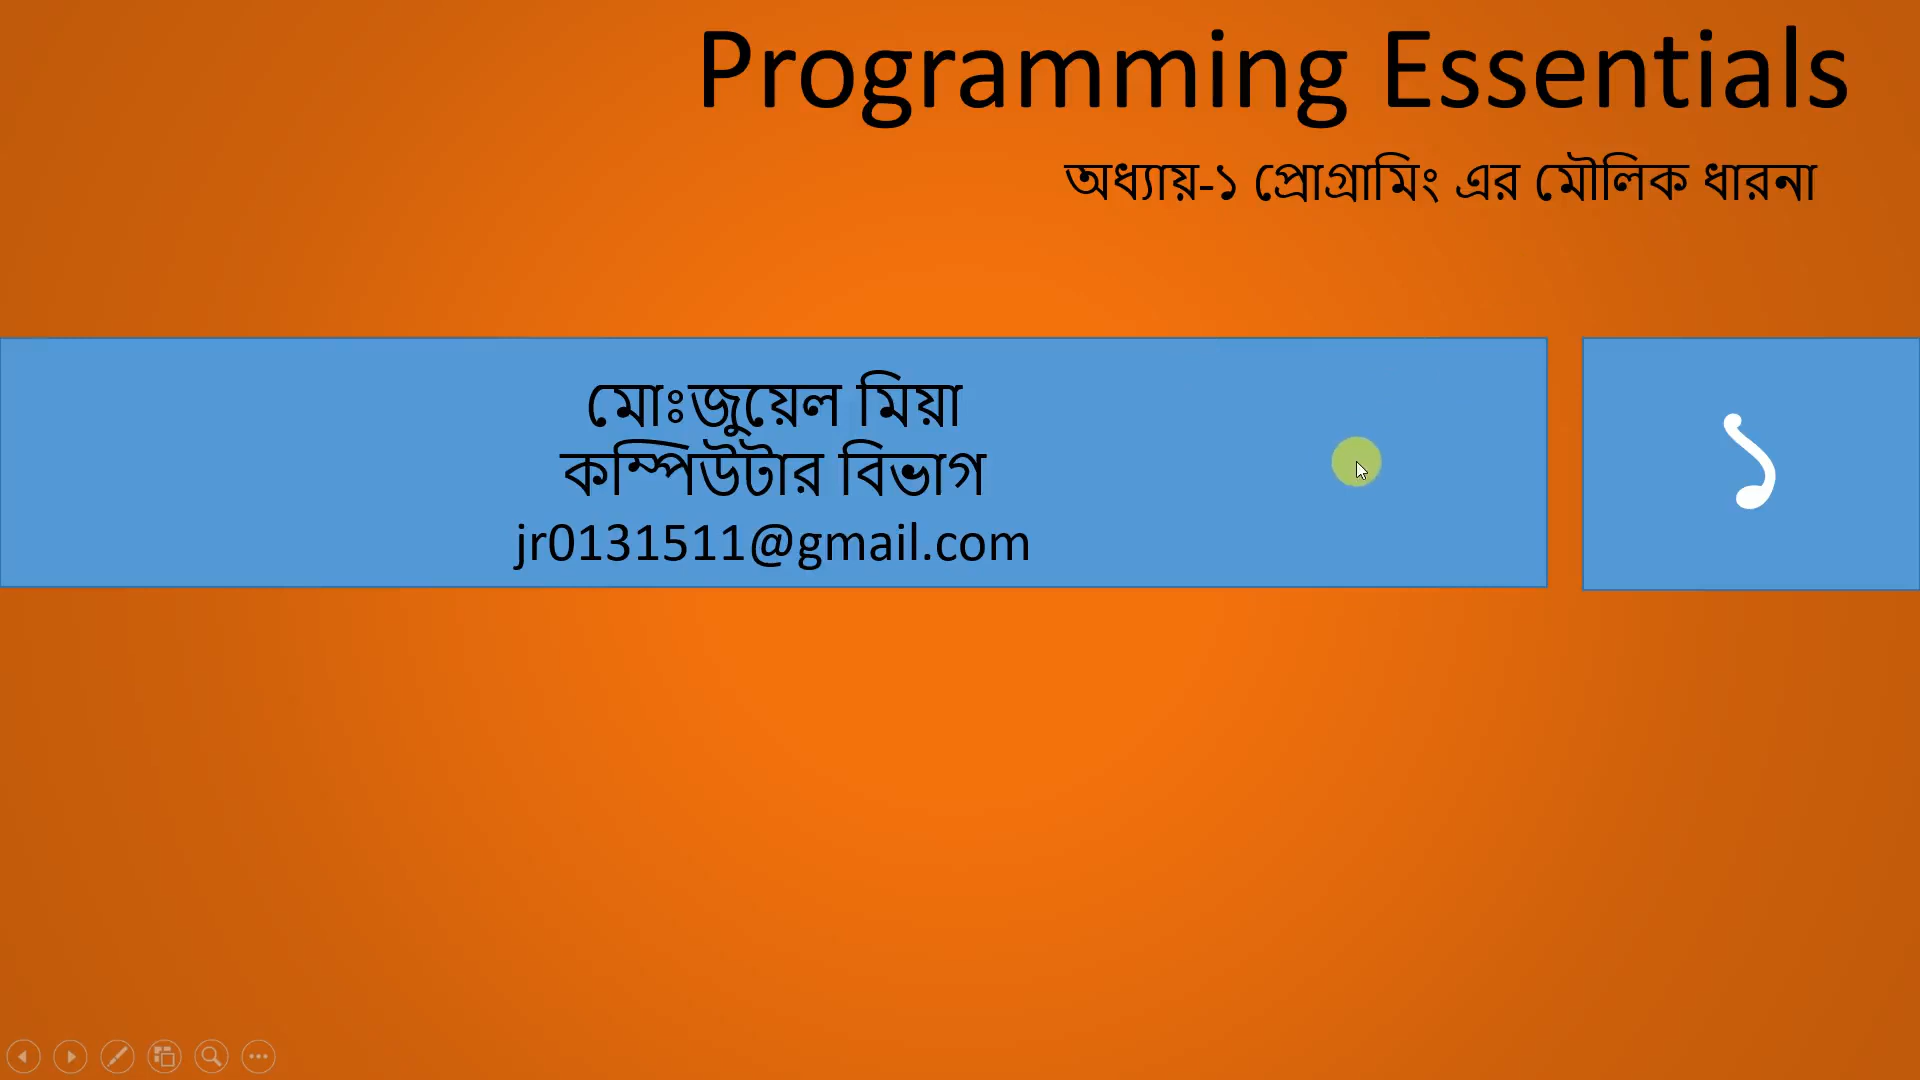 Programming Essentials
অধ্যায়-১ প্রোগ্রামিং এর মৌলিক ধারনা
মোঃজুয়েল মিয়া
কম্পিউটার বিভাগ
jr0131511@gmail.com
১